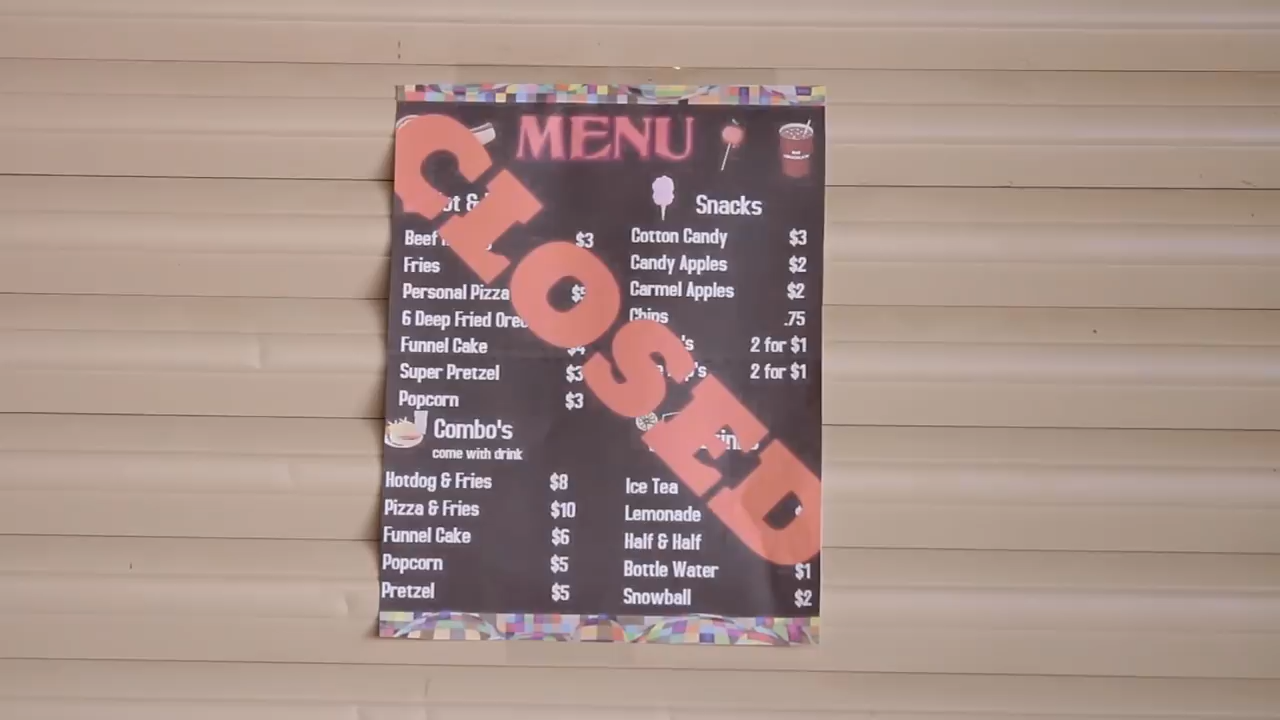 MENU
CLOSED
Snacks
Cotton Candy $3
Candy Apples $2
Carmel Apples $2
Chips .75
2 for $1
2 for $1
Beef $3
Fries
Personal Pizza
6 Deep Fried
Funnel Cake $4
Super Pretzel $3
Popcorn $3
Combo's
come with drink
Hotdog & Fries $8
Pizza & Fries $10
Funnel Cake $6
Popcorn $5
Pretzel $5
Ice Tea
Lemonade
Half & Half
Bottle Water $1
Snowball $2